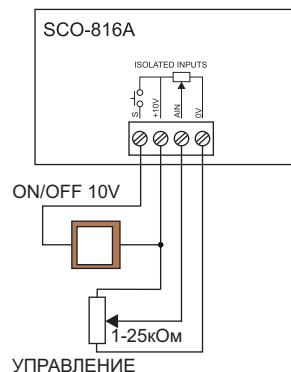 SCO-816A
ISOLATED INPUTS
S
+10V
AIN
0V
ON/OFF 10V
1-25кОм
УПРАВЛЕНИЕ